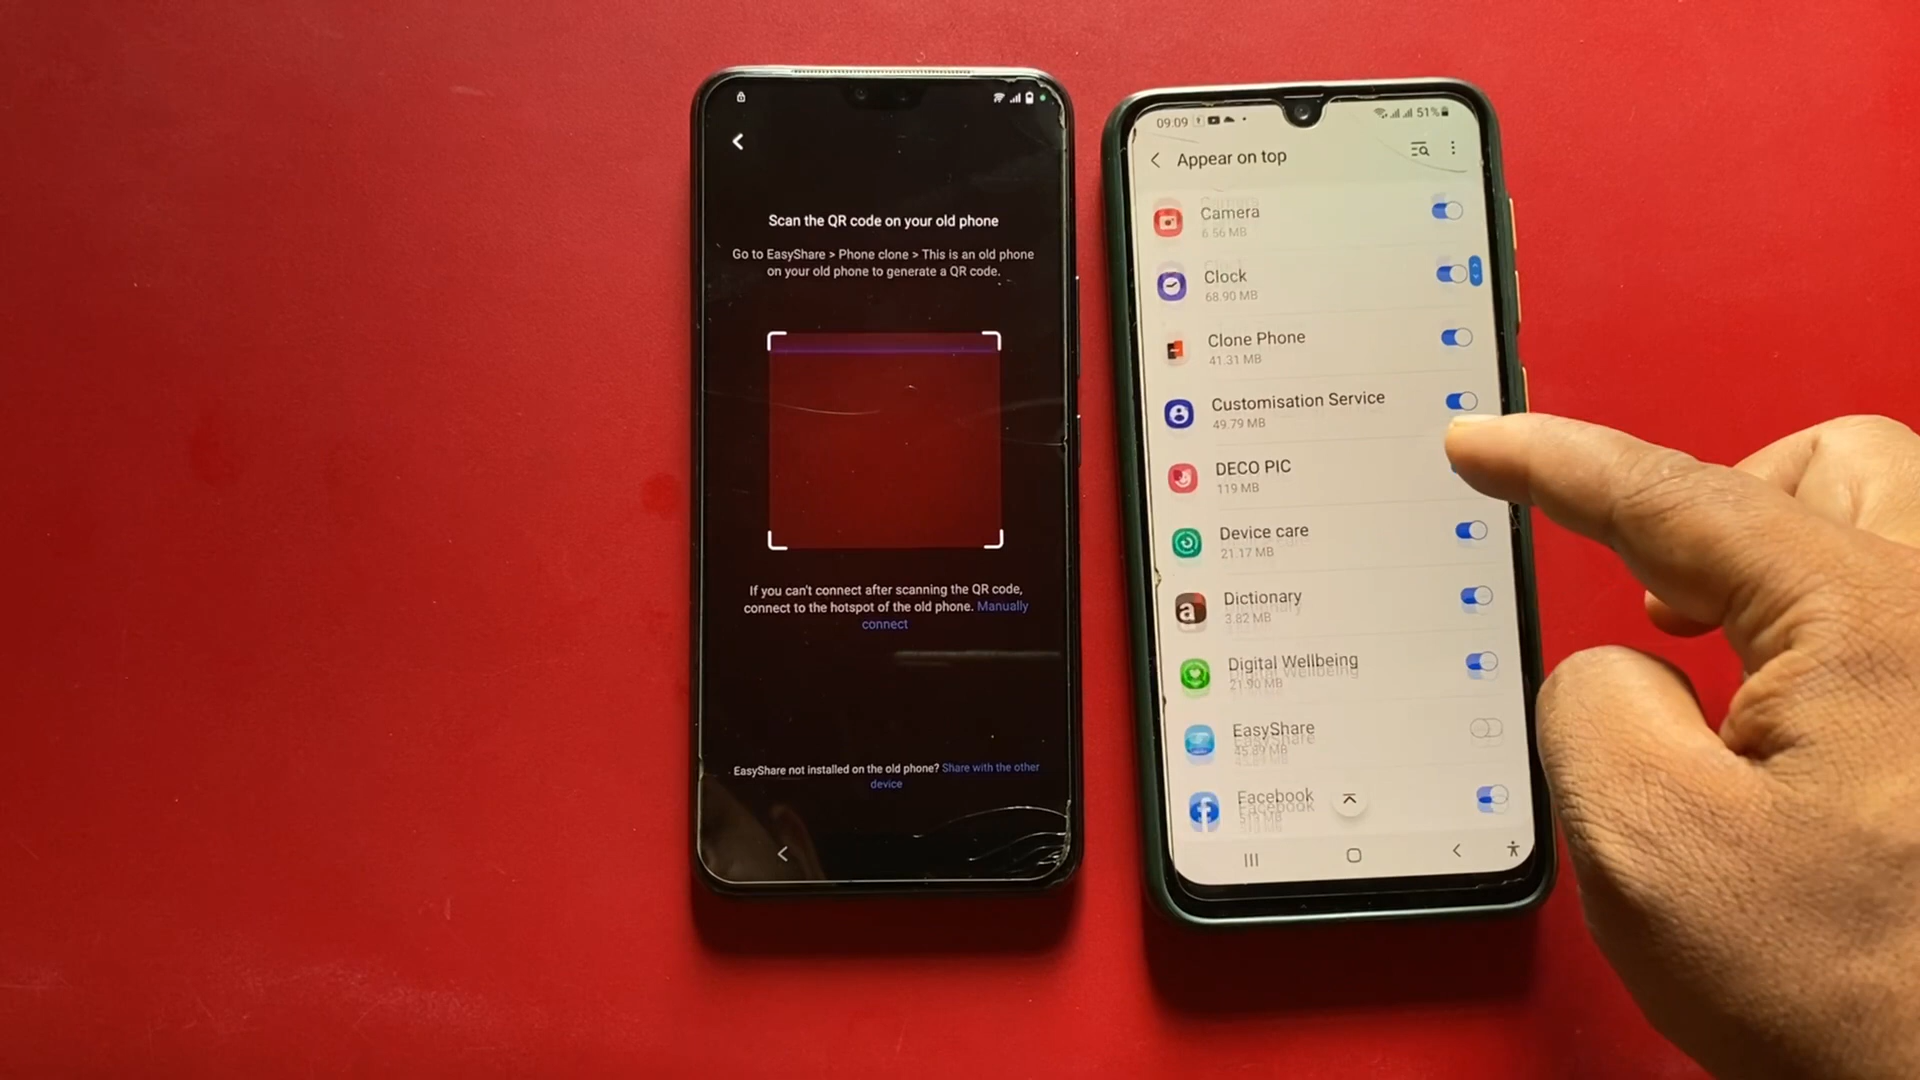 Scan the QR code on your old phone
Go to EasyShare > Phone clone > This is an old phone
on your old phone to generate a QR code.
If you can't connect after scanning the QR code,
connect to the hotspot of the old phone. Manually
connect
EasyShare not installed on the old phone? Share with the other
device
09:09
51%
Appear on top
Camera
6.56 MB
Clock
68.90 MB
Clone Phone
41.31 MB
Customisation Service
49.79 MB
DECO PIC
119 MB
Device care
21.17 MB
Dictionary
3.82 MB
Digital Wellbeing
21.90 MB
EasyShare
45.89 MB
Facebook